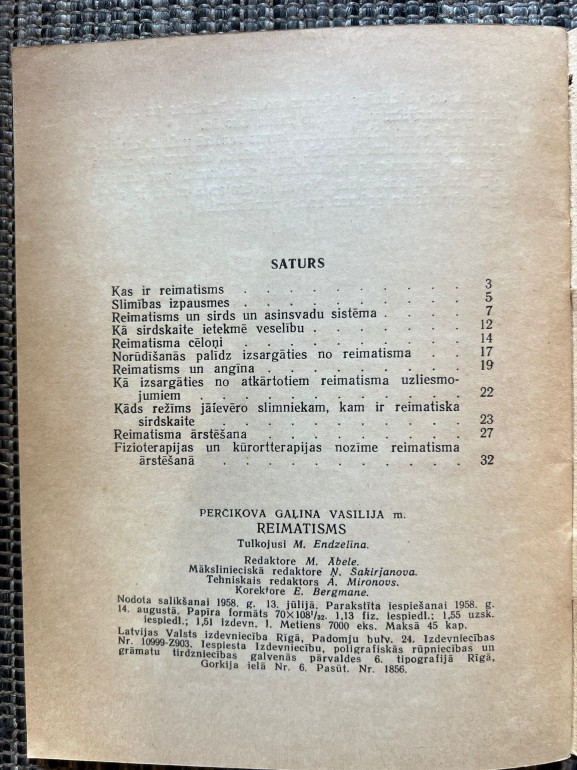 SATURS
Kas ir reimatisms . . . . . . . . . . 3
Slimības izpausmes . . . . . . . . . . 5
Reimatisms un sirds un asinsvadu sistēma . . . . 7
Kā sirdskaite ietekmē veselību . . . . . . . 12
Reimatisma cēloņi . . . . . . . . . . 14
Norūdīšanās palīdz izsargāties no reimatisma . . . 17
Reimatisms un angīna . . . . . . . . . 19
Kā izsargāties no atkārtotiem reimatisma uzliesmo-
jumiem . . . . . . . . . . . 22
Kāds režīms jāievēro slimniekam, kam ir reimatiska
sirdskaite . . . . . . . . . . . 23
Reimatisma ārstēšana . . . . . . . . . 27
Fizioterapijas un kūrortterapijas nozīme reimatisma
ārstēšanā . . . . . . . . . . . 32
PERČIKOVA GAĻINA VASILIJA m.
REIMATISMS
Tulkojusi M. Endzelīna.
Redaktore M. Ābele.
Mākslinieciskā redaktore Ņ. Šakirjanova.
Tehniskais redaktors A. Mironovs.
Korektore E. Bergmane.
Nodota salikšanai 1958. g. 13. jūlijā. Parakstīta iespiešanai 1958. g.
14. augustā. Papīra formāts 70×108¹/₃₂. 1,13 fiz. iespiedl.; 1,55 uzsk.
iespiedl.; 1,51 izdevn. l. Metiens 7000 eks. Maksā 45 kap.
Latvijas Valsts izdevniecība Rīgā, Padomju bulv. 24. Izdevniecības
Nr. 10999-Z903. Iespiesta Izdevniecību, poligrafiskās rūpniecības un
grāmatu tirdzniecības galvenās pārvaldes 6. tipografijā Rīgā,
Gorkija ielā Nr. 6. Pasūt. Nr. 1856.